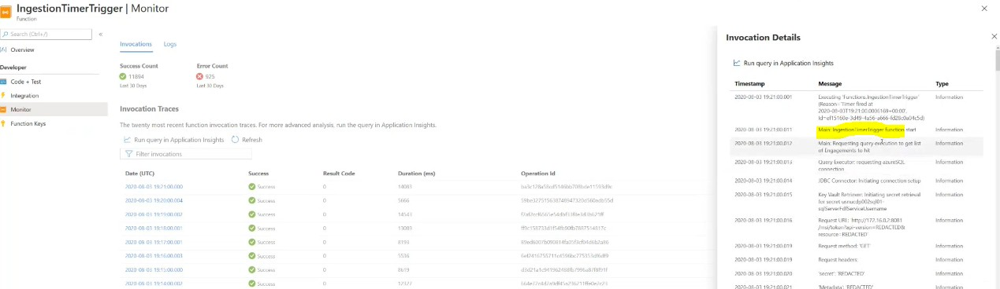 IngestionTimerTrigger | Monitor
Function
Search (Ctrl+/)
«
Overview
Developer
Code + Test
Integration
Monitor
Function Keys
Invocations Logs
Success Count Error Count
11894 925
Last 30 Days Last 30 Days
Invocation Traces
The twenty most recent function invocation traces. For more advanced analysis, run the query in Application Insights.
Run query in Application Insights Refresh
Filter invocations
Date (UTC) Success Result Code Duration (ms) Operation Id
2020-08-03 19:21:00.000 Success 0 14083
2020-08-03 19:20:00.004 Success 0 5666
2020-08-03 19:19:00.002 Success 0 14543
2020-08-03 19:18:00.001 Success 0 13089
2020-08-03 19:17:00.001 Success 0 8193
2020-08-03 19:16:00.003 Success 0 5536
2020-08-03 19:15:00.000 Success 0 8619
2020-08-03 19:14:00.002 Success 0 12322
Invocation Details
Run query in Application Insights
Timestamp Message Type
2020-08-03 19:21:00.001 Executing 'Functions.IngestionTimerTrigger' Information
(Reason='Timer fired at
2020-08-03T19:21:00.0006169+00:00',
2020-08-03 19:21:00.011 Main: IngestionTimerTrigger function start Information
2020-08-03 19:21:00.012 Main: Requesting query execution to get list Information
of Engagements to hit
2020-08-03 19:21:00.013 Query Executor: requesting azureSQL Information
connection
2020-08-03 19:21:00.014 JDBC Connector: Initiating connection setup Information
2020-08-03 19:21:00.015 Key Vault Retriever: Initiating secret retrieval Information
for secret
2020-08-03 19:21:00.016 Request URL: 'http://172.16.0.2:8081 Information
/msi/token?api-version=REDACTED&
resource=REDACTED'
2020-08-03 19:21:00.019 Request method: 'GET' Information
2020-08-03 19:21:00.019 Request headers: Information
2020-08-03 19:21:00.020 'secret': 'REDACTED' Information
2020-08-03 19:21:00.021 'Metadata': 'REDACTED' Information